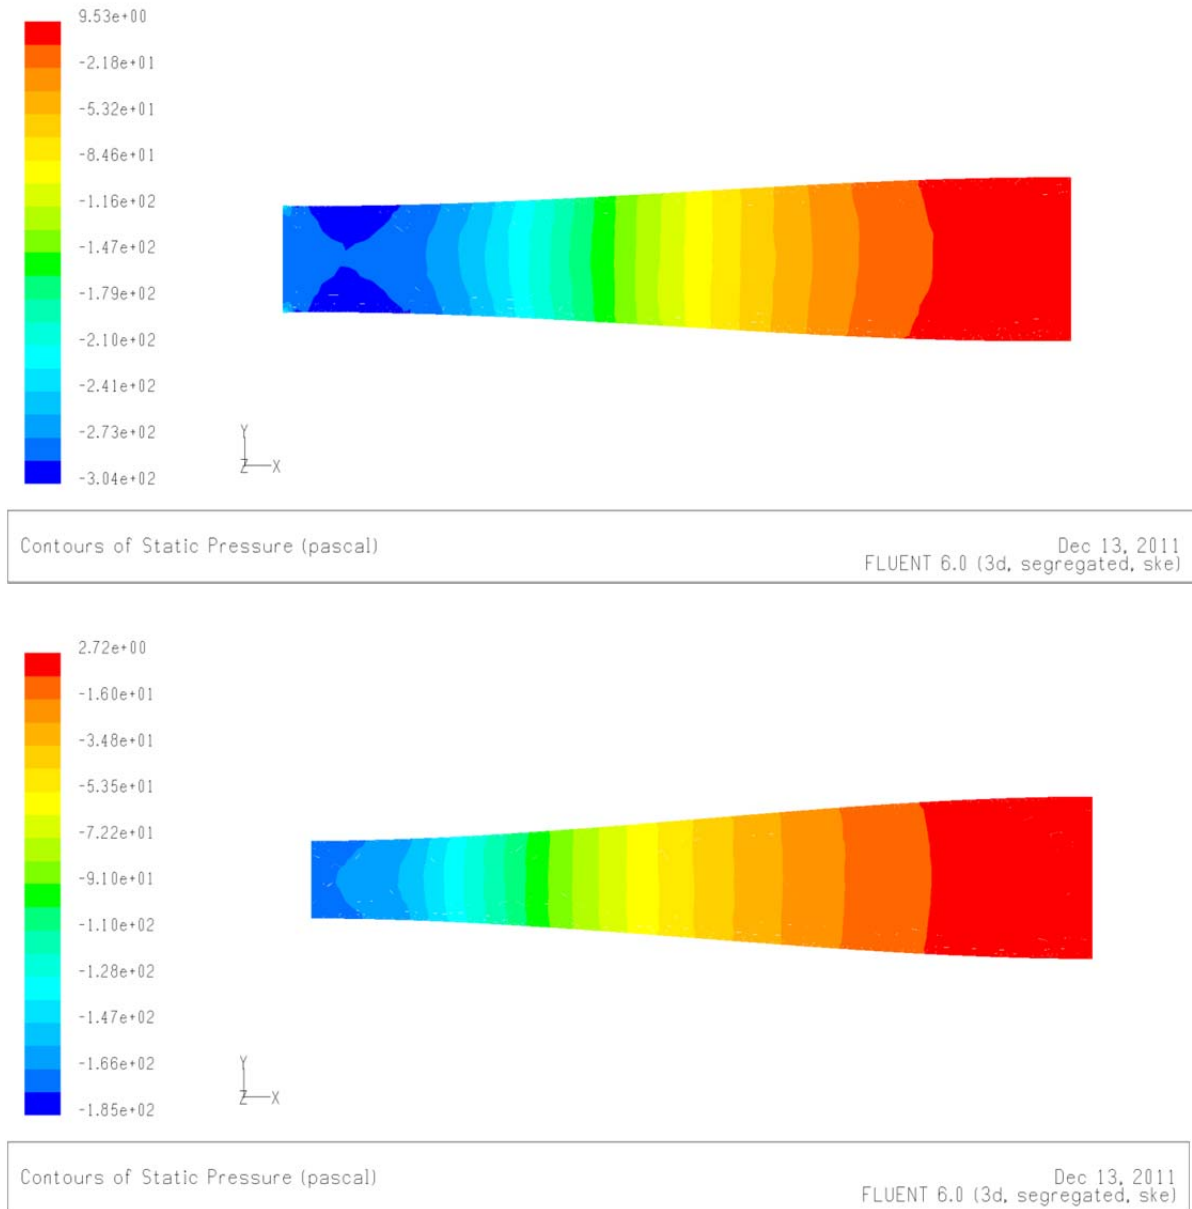 9.53e+00
-2.18e+01
-5.32e+01
-8.46e+01
-1.16e+02
-1.47e+02
-1.79e+02
-2.10e+02
-2.41e+02
-2.73e+02
-3.04e+02
Y
Z X
Contours of Static Pressure (pascal)
Dec 13, 2011
FLUENT 6.0 (3d, segregated, ske)
2.72e+00
-1.60e+01
-3.48e+01
-5.35e+01
-7.22e+01
-9.10e+01
-1.10e+02
-1.28e+02
-1.47e+02
-1.66e+02
-1.85e+02
Y
Z X
Contours of Static Pressure (pascal)
Dec 13, 2011
FLUENT 6.0 (3d, segregated, ske)